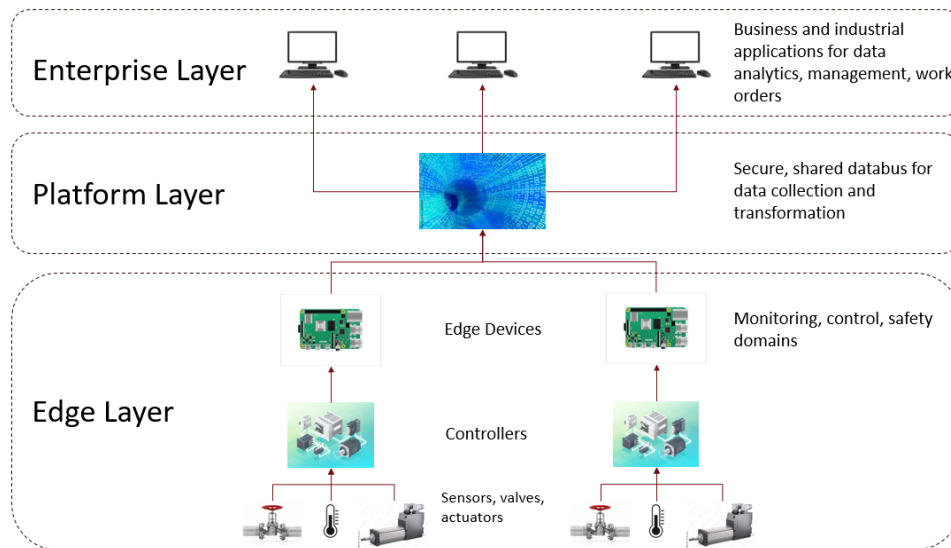 Enterprise Layer
Business and industrial
applications for data
analytics, management, work
orders
Platform Layer
Secure, shared databus for
data collection and
transformation
Edge Layer
Edge Devices
Monitoring, control, safety
domains
Controllers
Sensors, valves,
actuators